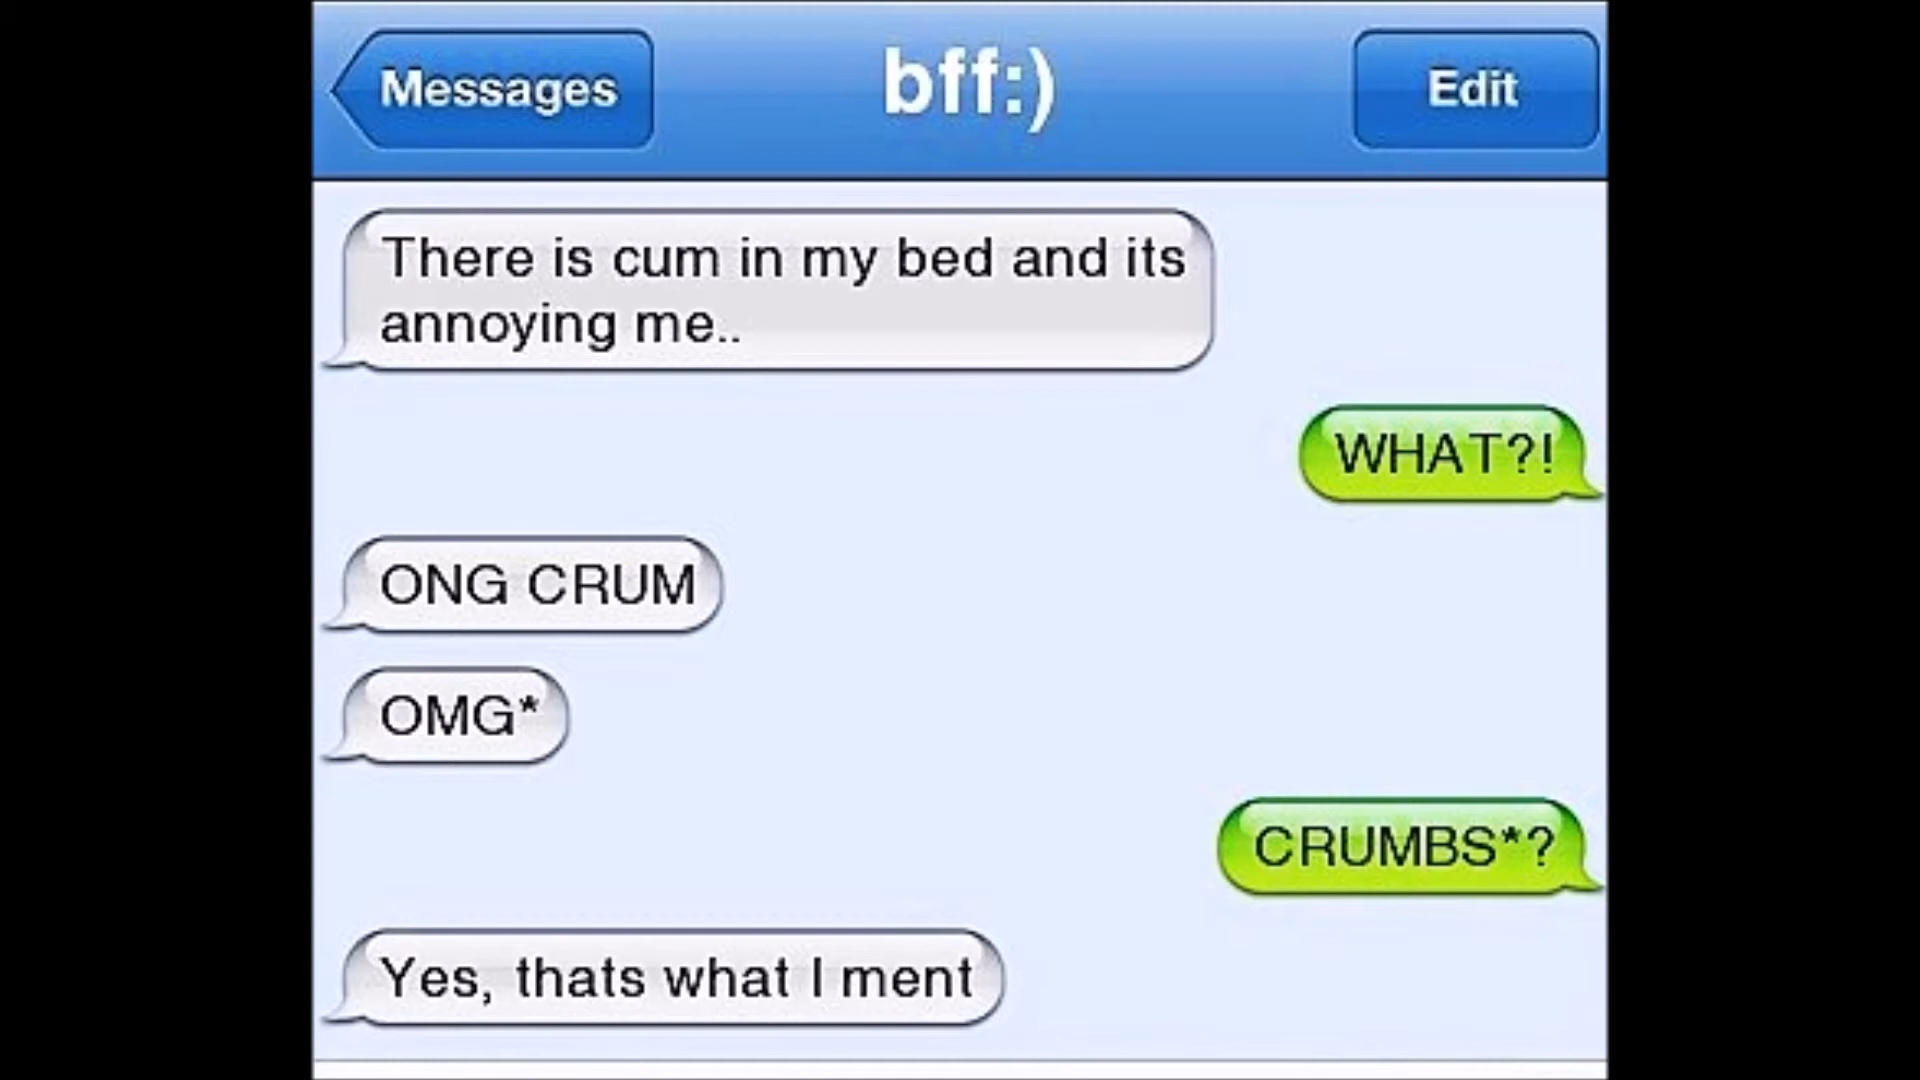 Messages
bff:)
Edit
There is cum in my bed and its
annoying me..
WHAT?!
ONG CRUM
OMG*
CRUMBS*?
Yes, thats what I ment